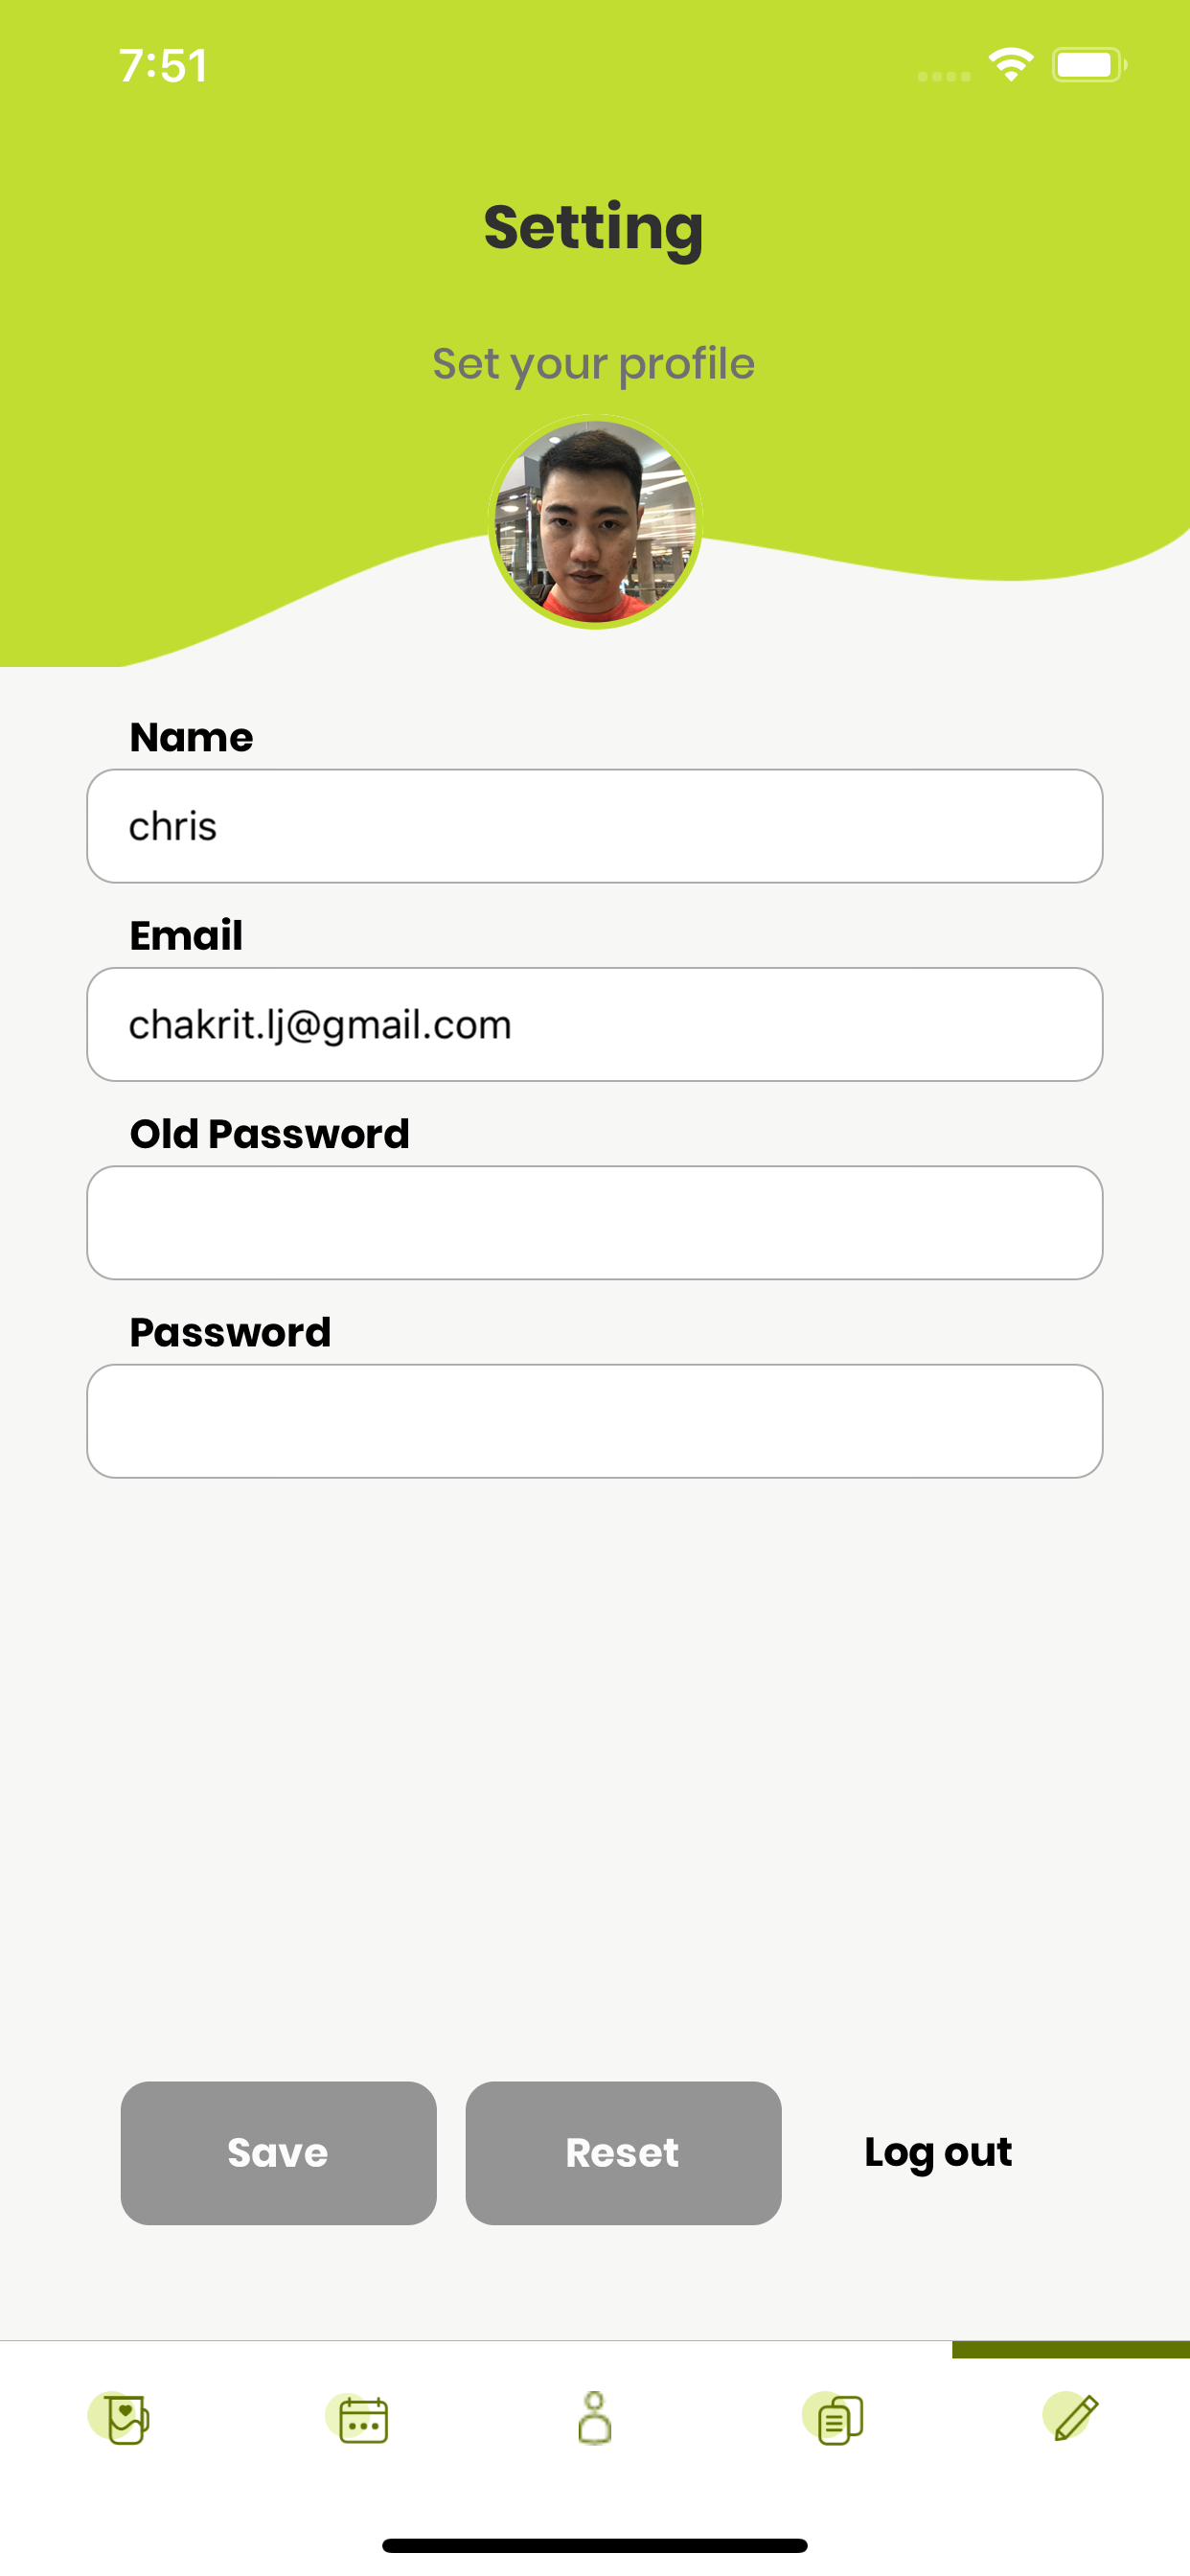 7:51
Setting
Set your profile
Name
chris
Email
chakrit.lj@gmail.com
Old Password
Password
Save
Reset
Log out